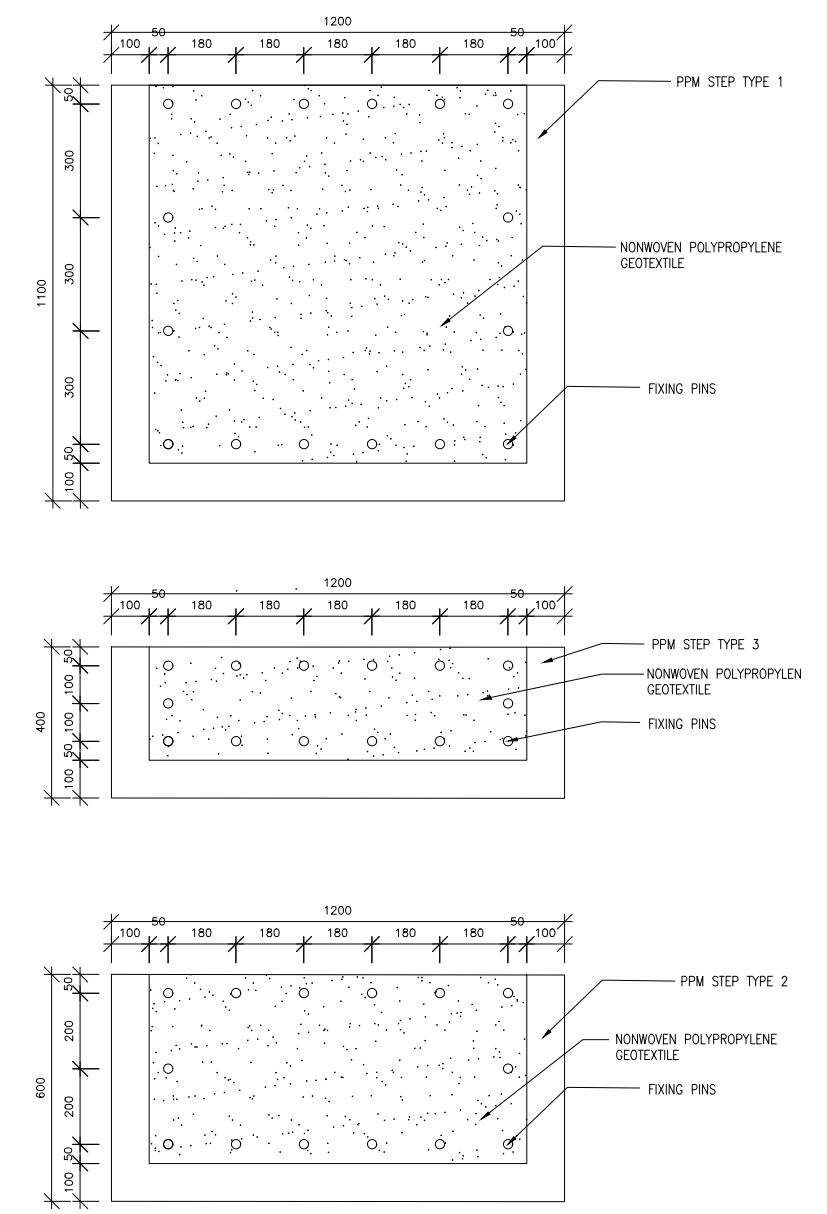 1200
50 50
100 180 180 180 180 180 100
PPM STEP TYPE 1
50
300
NONWOVEN POLYPROPYLENE
GEOTEXTILE
300
1100
300
FIXING PINS
50
100
1200
50 50
100 180 180 180 180 180 100
PPM STEP TYPE 3
50
100
NONWOVEN POLYPROPYLEN
GEOTEXTILE
400
100
FIXING PINS
50
100
1200
50 50
100 180 180 180 180 180 100
PPM STEP TYPE 2
50
200
NONWOVEN POLYPROPYLENE
GEOTEXTILE
600
200
FIXING PINS
50
100